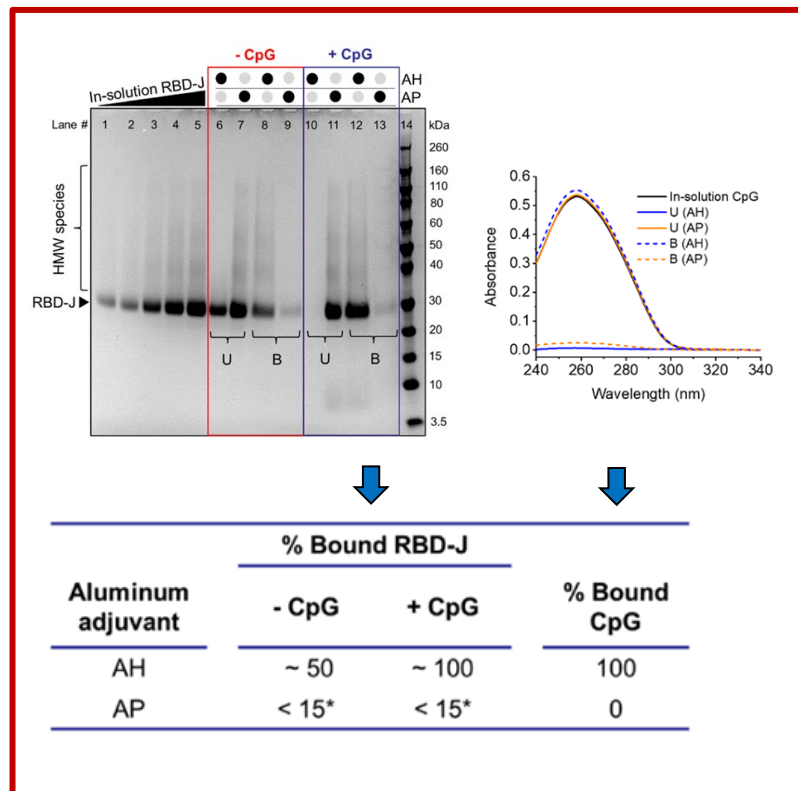 - CpG + CpG
In-solution RBD-J
AH
AP
Lane # 1 2 3 4 5 6 7 8 9 10 11 12 13 14 kDa
260
160
110
80
60
50
40
30
20
15
10
3.5
HMW species
RBD-J
U B U B
0.6
0.5
0.4
0.3
0.2
0.1
0.0
Absorbance
In-solution CpG
U (AH)
U (AP)
B (AH)
B (AP)
240 260 280 300 320 340
Wavelength (nm)
% Bound RBD-J
Aluminum adjuvant
- CpG + CpG
% Bound CpG
AH ~ 50 ~ 100 100
AP < 15* < 15* 0